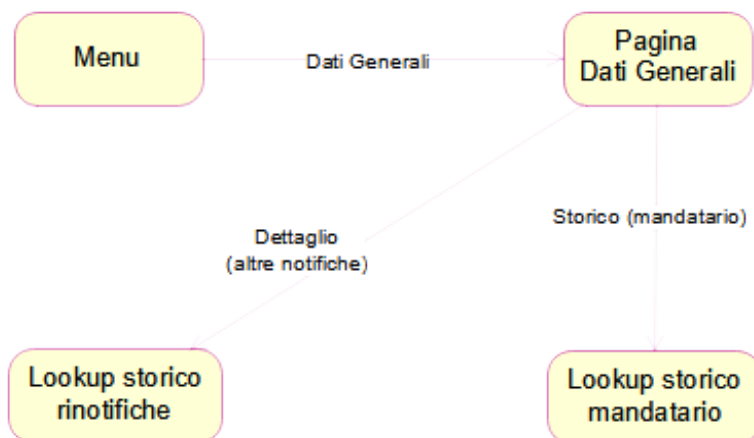 Menu
Dati Generali
Pagina
Dati Generali
Storico (mandatario)
Dettaglio
(altre notifiche)
Lookup storico
rinotifiche
Lookup storico
mandatario